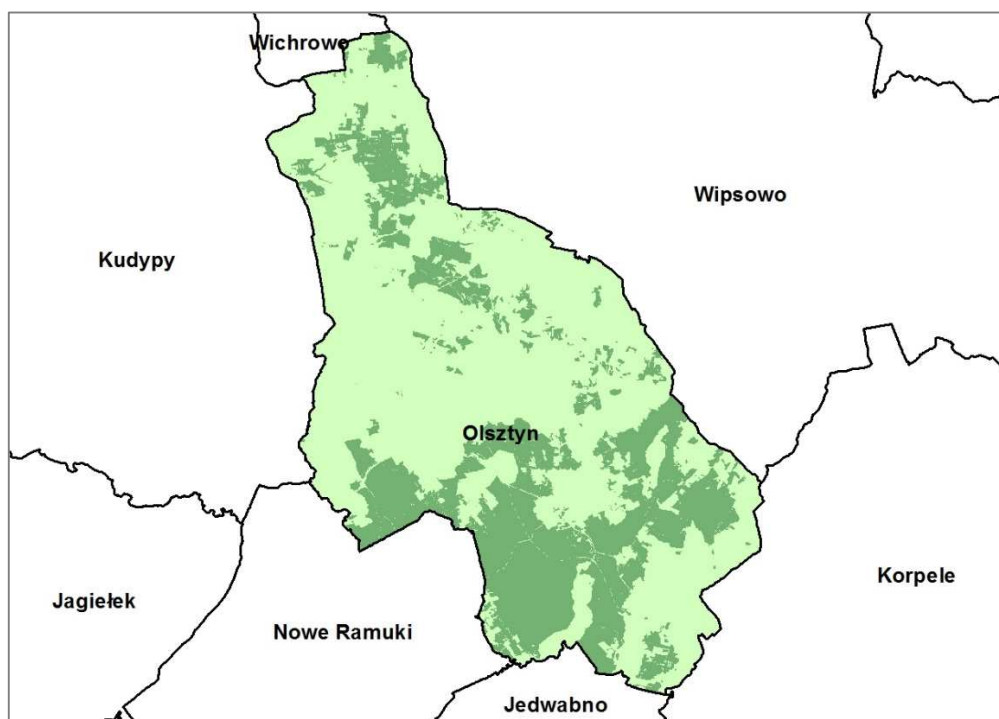 Wichrowo
Wipsowo
Kudypy
Olsztyn
Korpele
Jagiełek
Nowe Ramuki
Jedwabno